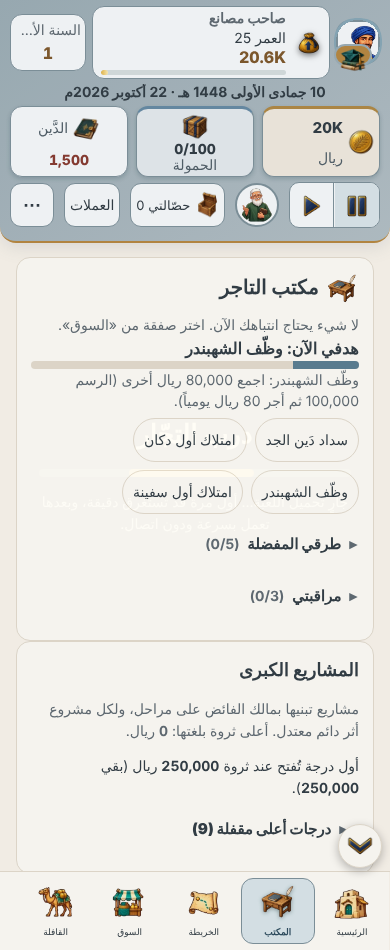 صاحب مصانع
العمر 25
20.6K
السنة الأ...
1
10 جمادى الأولى 1448 هـ · 22 أكتوبر 2026م
20K
ريال
0/100
الحمولة
الدَّين
1,500
حصّالتي 0
العملات
...
مكتب التاجر
لا شيء يحتاج انتباهك الآن. اختر صفقة من «السوق».
هدفي الآن: وظّف الشهبندر
وظّف الشهبندر: اجمع 80,000 ريال أخرى (الرسم
100,000 ثم أجر 80 ريال يومياً).
سداد دَين الجد
امتلاك أول دكان
وظّف الشهبندر
امتلاك أول سفينة
تعمل بسرعة ودون اتصال.
◄ طرقي المفضلة (0/5)
◄ مراقبتي (0/3)
المشاريع الكبرى
مشاريع تبنيها بمالك الفائض على مراحل، ولكل مشروع
أثر دائم معتدل. أعلى ثروة بلغتها: 0 ريال.
أول درجة تُفتح عند ثروة 250,000 ريال (بقي
250,000).
◄ درجات أعلى مقفلة (9)
الرئيسية
المكتب
الخريطة
السوق
القافلة